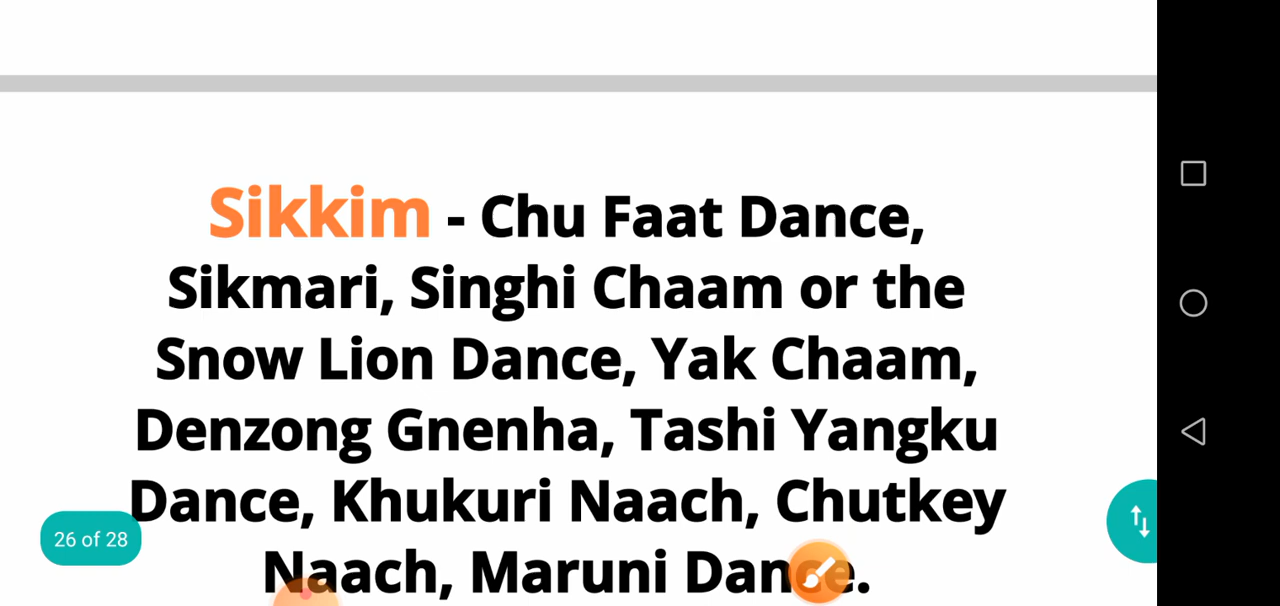 Sikkim - Chu Faat Dance,
Sikmari, Singhi Chaam or the
Snow Lion Dance, Yak Chaam,
Denzong Gnenha, Tashi Yangku
Dance, Khukuri Naach, Chutkey
Naach, Maruni Dance.
26 of 28